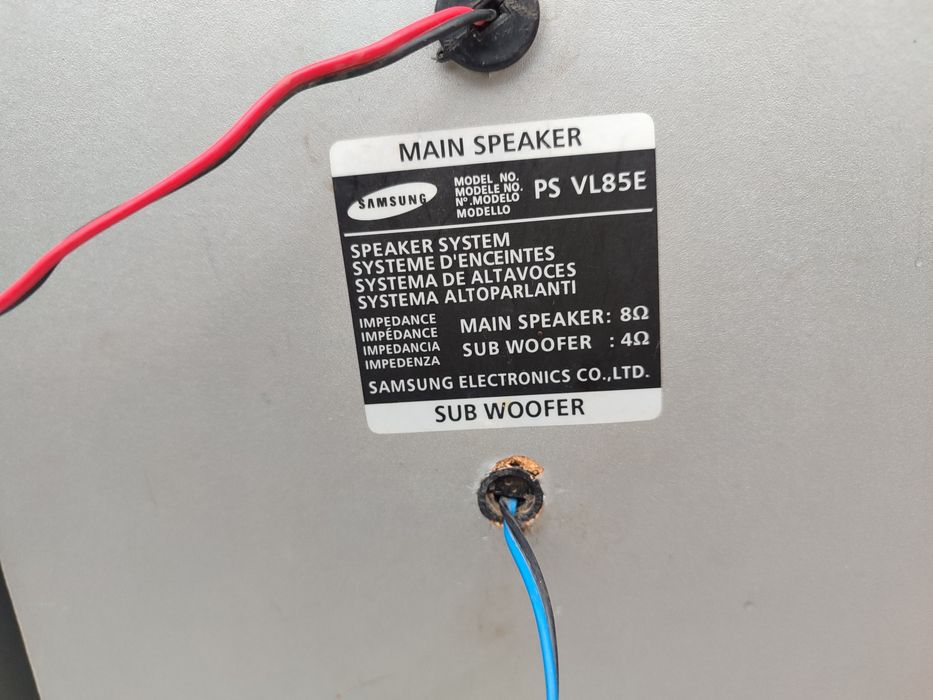 MAIN SPEAKER
SAMSUNG
MODEL NO.
MODELE NO.
Nº.MODELO
MODELLO
PS VL85E
SPEAKER SYSTEM
SYSTEME D'ENCEINTES
SYSTEMA DE ALTAVOCES
SYSTEMA ALTOPARLANTI
IMPEDANCE
IMPÉDANCE
IMPEDANCIA
IMPEDENZA
MAIN SPEAKER: 8Ω
SUB WOOFER : 4Ω
SAMSUNG ELECTRONICS CO.,LTD.
SUB WOOFER